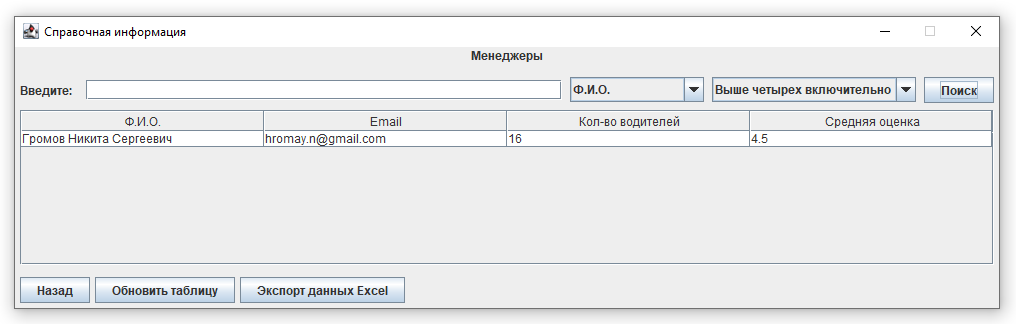 Справочная информация
Менеджеры
Введите: Ф.И.О. Выше четырех включительно Поиск
Ф.И.О. Email Кол-во водителей Средняя оценка
Громов Никита Сергеевич hromay.n@gmail.com 16 4.5
Назад Обновить таблицу Экспорт данных Excel